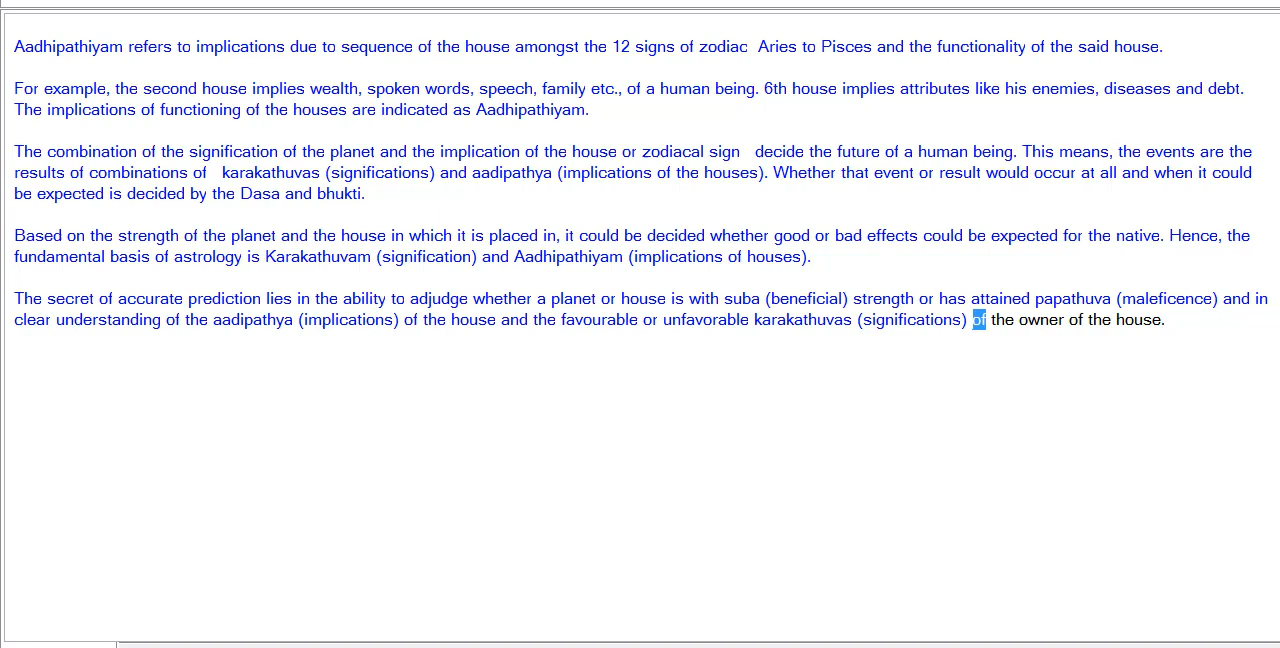 Aadhipathiyam refers to implications due to sequence of the house amongst the 12 signs of zodiac  Aries to Pisces and the functionality of the said house.
For example, the second house implies wealth, spoken words, speech, family etc., of a human being. 6th house implies attributes like his enemies, diseases and debt.
The implications of functioning of the houses are indicated as Aadhipathiyam.
The combination of the signification of the planet and the implication of the house or zodiacal sign   decide the future of a human being. This means, the events are the
results of combinations of   karakathuvas (significations) and aadipathya (implications of the houses). Whether that event or result would occur at all and when it could
be expected is decided by the Dasa and bhukti.
Based on the strength of the planet and the house in which it is placed in, it could be decided whether good or bad effects could be expected for the native. Hence, the
fundamental basis of astrology is Karakathuvam (signification) and Aadhipathiyam (implications of houses).
The secret of accurate prediction lies in the ability to adjudge whether a planet or house is with suba (beneficial) strength or has attained papathuva (maleficence) and in
clear understanding of the aadipathya (implications) of the house and the favourable or unfavorable karakathuvas (significations) of the owner of the house.